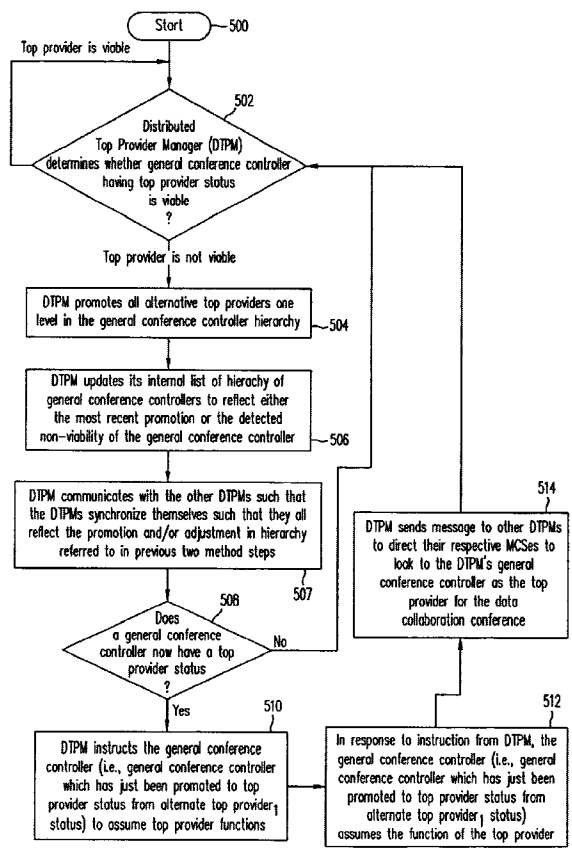 Start
500
Top provider is viable
502
Distributed
Top Provider Manager (DTPM)
determines whether general conference controller
having top provider status
is viable
?
Top provider is not viable
DTPM promotes all alternative top providers one
level in the general conference controller hierarchy
504
DTPM updates its internal list of hierachy of
general conference controllers to reflect either
the most recent promotion or the detected
non-viability of the general conference controller
506
DTPM communicates with the other DTPMs such that
the DTPMs synchronize themselves such that they all
reflect the promotion and/or adjustment in hierarchy
referred to in previous two method steps
507
508
Does
a general conference
controller now have a top
provider status
?
No
Yes
510
DTPM instructs the general conference
controller (i.e., general conference controller
which has just been promoted to top
provider status from alternate top provider1
status) to assume top provider functions
512
In response to instruction from DTPM, the
general conference controller (i.e., general
conference controller which has just been
promoted to top provider status from
alternate top provider1 status)
assumes the function of the top provider
514
DTPM sends message to other DTPMs
to direct their respective MCSes to
look to the DTPM's general
conference controller as the top
provider for the data
collaboration conference